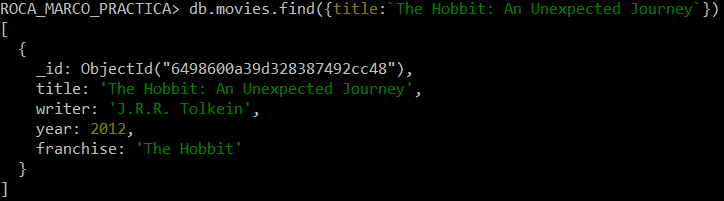 ROCA_MARCO_PRACTICA> db.movies.find({title:`The Hobbit: An Unexpected Journey`})
[
  {
    _id: ObjectId("6498600a39d328387492cc48"),
    title: 'The Hobbit: An Unexpected Journey',
    writer: 'J.R.R. Tolkein',
    year: 2012,
    franchise: 'The Hobbit'
  }
]